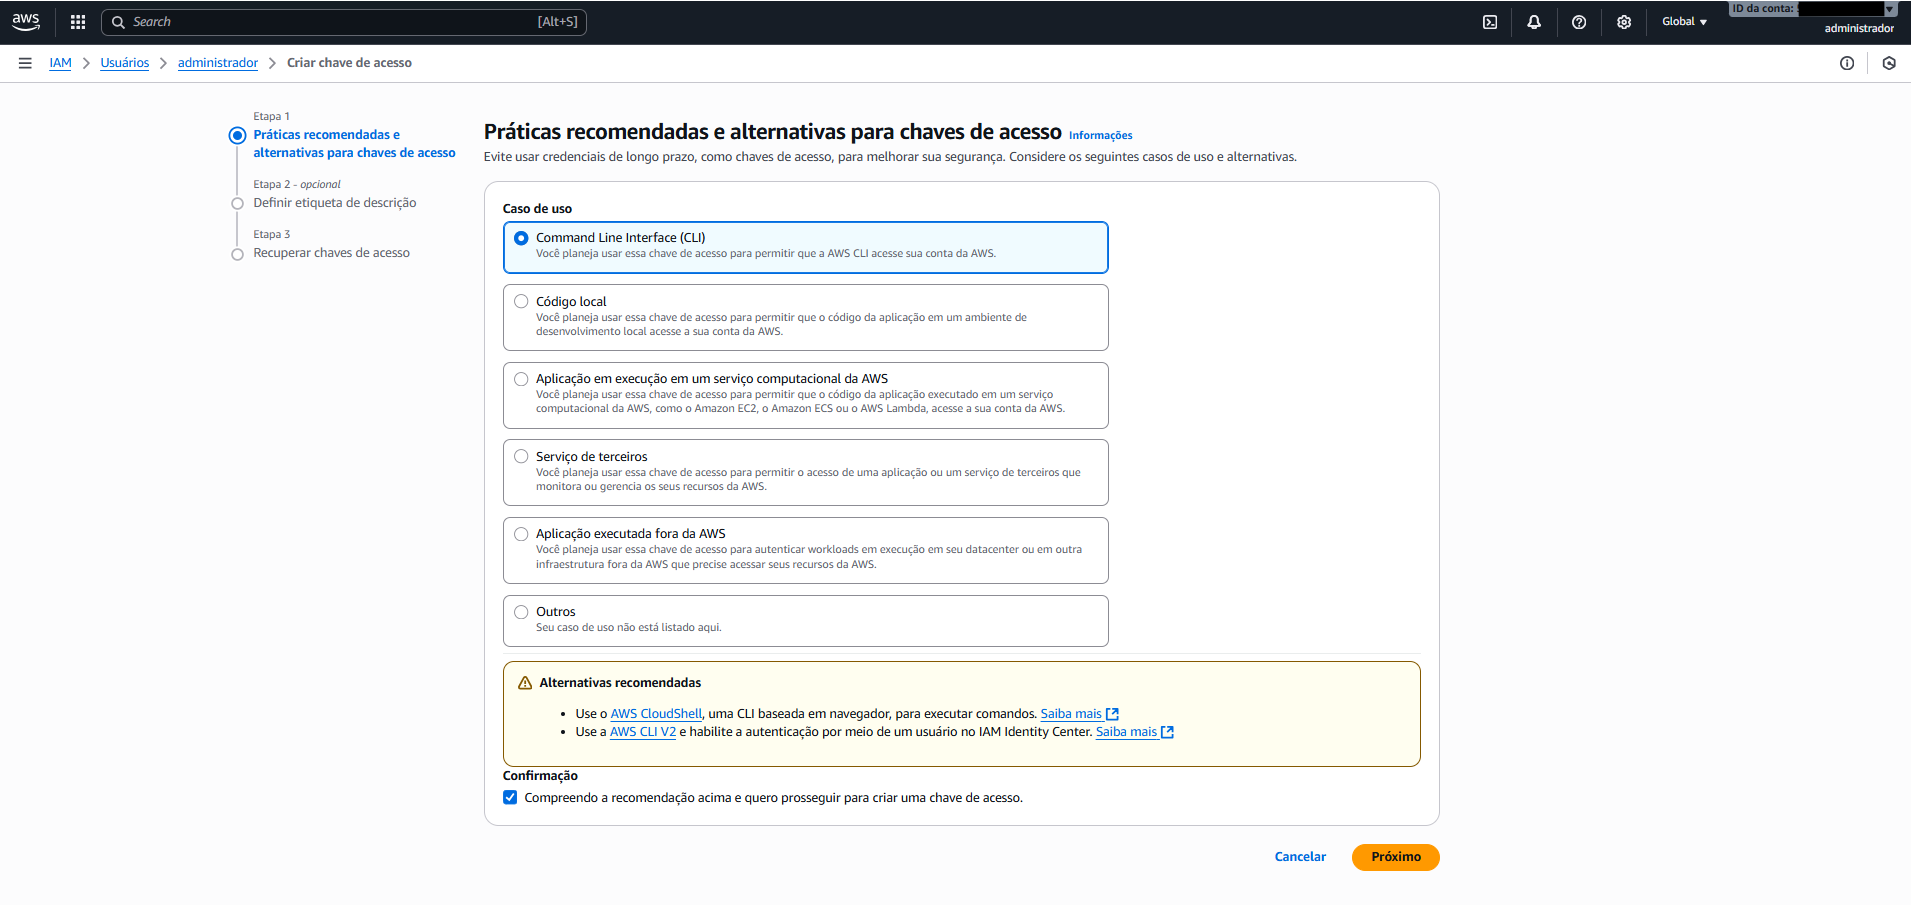 aws
Search
[Alt+S]
Global
ID da conta:
administrador
IAM
Usuários
administrador
Criar chave de acesso
Etapa 1
Práticas recomendadas e
alternativas para chaves de acesso
Etapa 2 - opcional
Definir etiqueta de descrição
Etapa 3
Recuperar chaves de acesso
Práticas recomendadas e alternativas para chaves de acesso Informações
Evite usar credenciais de longo prazo, como chaves de acesso, para melhorar sua segurança. Considere os seguintes casos de uso e alternativas.
Caso de uso
Command Line Interface (CLI)
Você planeja usar essa chave de acesso para permitir que a AWS CLI acesse sua conta da AWS.
Código local
Você planeja usar essa chave de acesso para permitir que o código da aplicação em um ambiente de
desenvolvimento local acesse a sua conta da AWS.
Aplicação em execução em um serviço computacional da AWS
Você planeja usar essa chave de acesso para permitir que o código da aplicação executado em um serviço
computacional da AWS, como o Amazon EC2, o Amazon ECS ou o AWS Lambda, acesse a sua conta da AWS.
Serviço de terceiros
Você planeja usar essa chave de acesso para permitir o acesso de uma aplicação ou um serviço de terceiros que
monitora ou gerencia os seus recursos da AWS.
Aplicação executada fora da AWS
Você planeja usar essa chave de acesso para autenticar workloads em execução em seu datacenter ou em outra
infraestrutura fora da AWS que precise acessar seus recursos da AWS.
Outros
Seu caso de uso não está listado aqui.
Alternativas recomendadas
• Use o AWS CloudShell, uma CLI baseada em navegador, para executar comandos. Saiba mais
• Use a AWS CLI V2 e habilite a autenticação por meio de um usuário no IAM Identity Center. Saiba mais
Confirmação
Compreendo a recomendação acima e quero prosseguir para criar uma chave de acesso.
Cancelar
Próximo